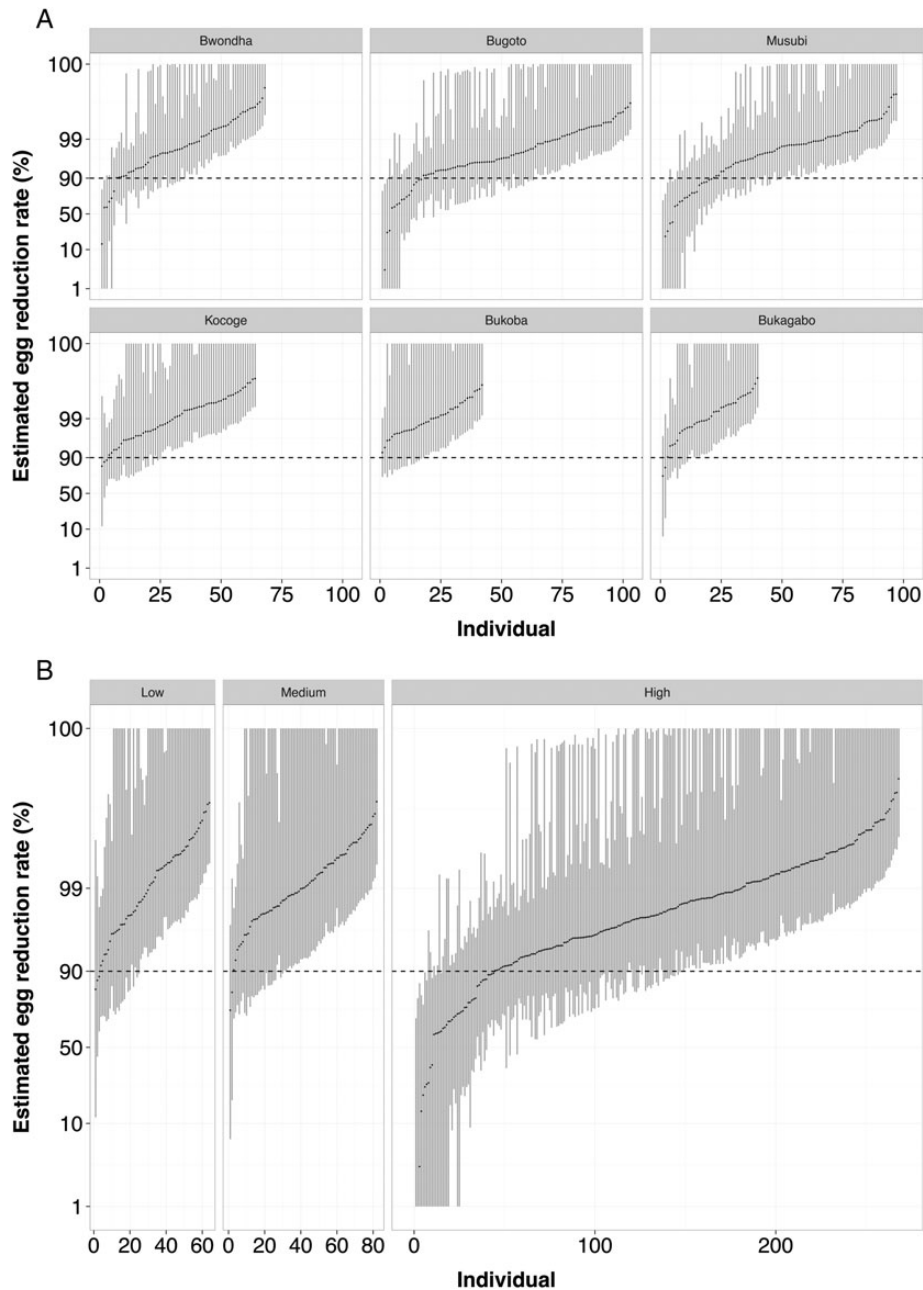 A
Bwondha Bugoto Musubi
100
99
90
50
10
1
Kocoge Bukoba Bukagabo
100
99
90
50
10
1
0 25 50 75 100 0 25 50 75 100 0 25 50 75 100
Individual
Estimated egg reduction rate (%)
B
Low Medium High
100
99
90
50
10
1
0 20 40 60 0 20 40 60 80 0 100 200
Individual
Estimated egg reduction rate (%)